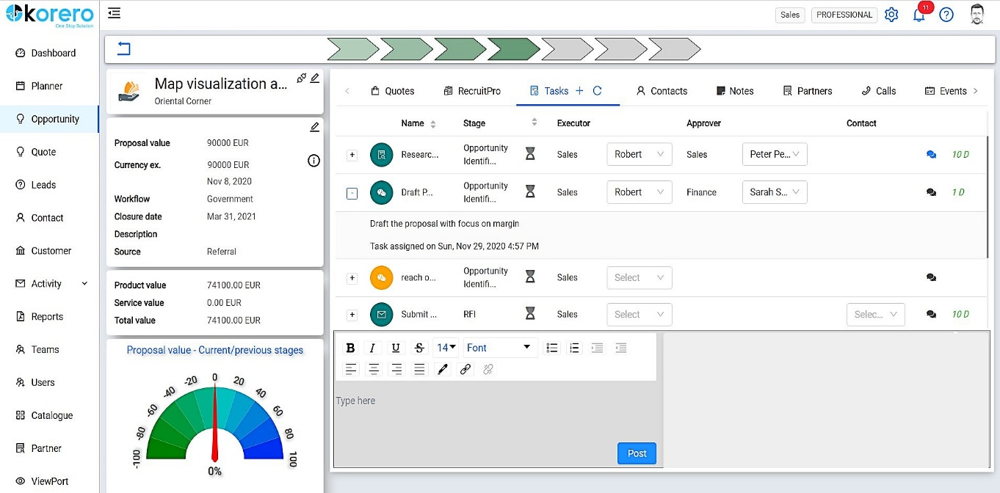 korero
One Stop Solution
Sales
PROFESSIONAL
11
Dashboard
Planner
Opportunity
Quote
Leads
Contact
Customer
Activity
Reports
Teams
Users
Catalogue
Partner
ViewPort
Map visualization a...
Oriental Corner
Proposal value 90000 EUR
Currency ex. 90000 EUR
Nov 8, 2020
Workflow Government
Closure date Mar 31, 2021
Description
Source Referral
Product value 74100.00 EUR
Service value 0.00 EUR
Total value 74100.00 EUR
Proposal value - Current/previous stages
-100 -80 -60 -40 -20 0 20 40 60 80 100
0%
Quotes RecruitPro Tasks Contacts Notes Partners Calls Events
Name Stage Executor Approver Contact
Researc... Opportunity Identifi... Sales Robert Sales Peter Pe... 10 D
Draft P... Opportunity Identifi... Sales Robert Finance Sarah S... 1 D
Draft the proposal with focus on margin
Task assigned on Sun, Nov 29, 2020 4:57 PM
reach o... Opportunity Identifi... Sales Select
Submit ... RFI Sales Select Selec... 10 D
B I U S 14 Font
Type here
Post